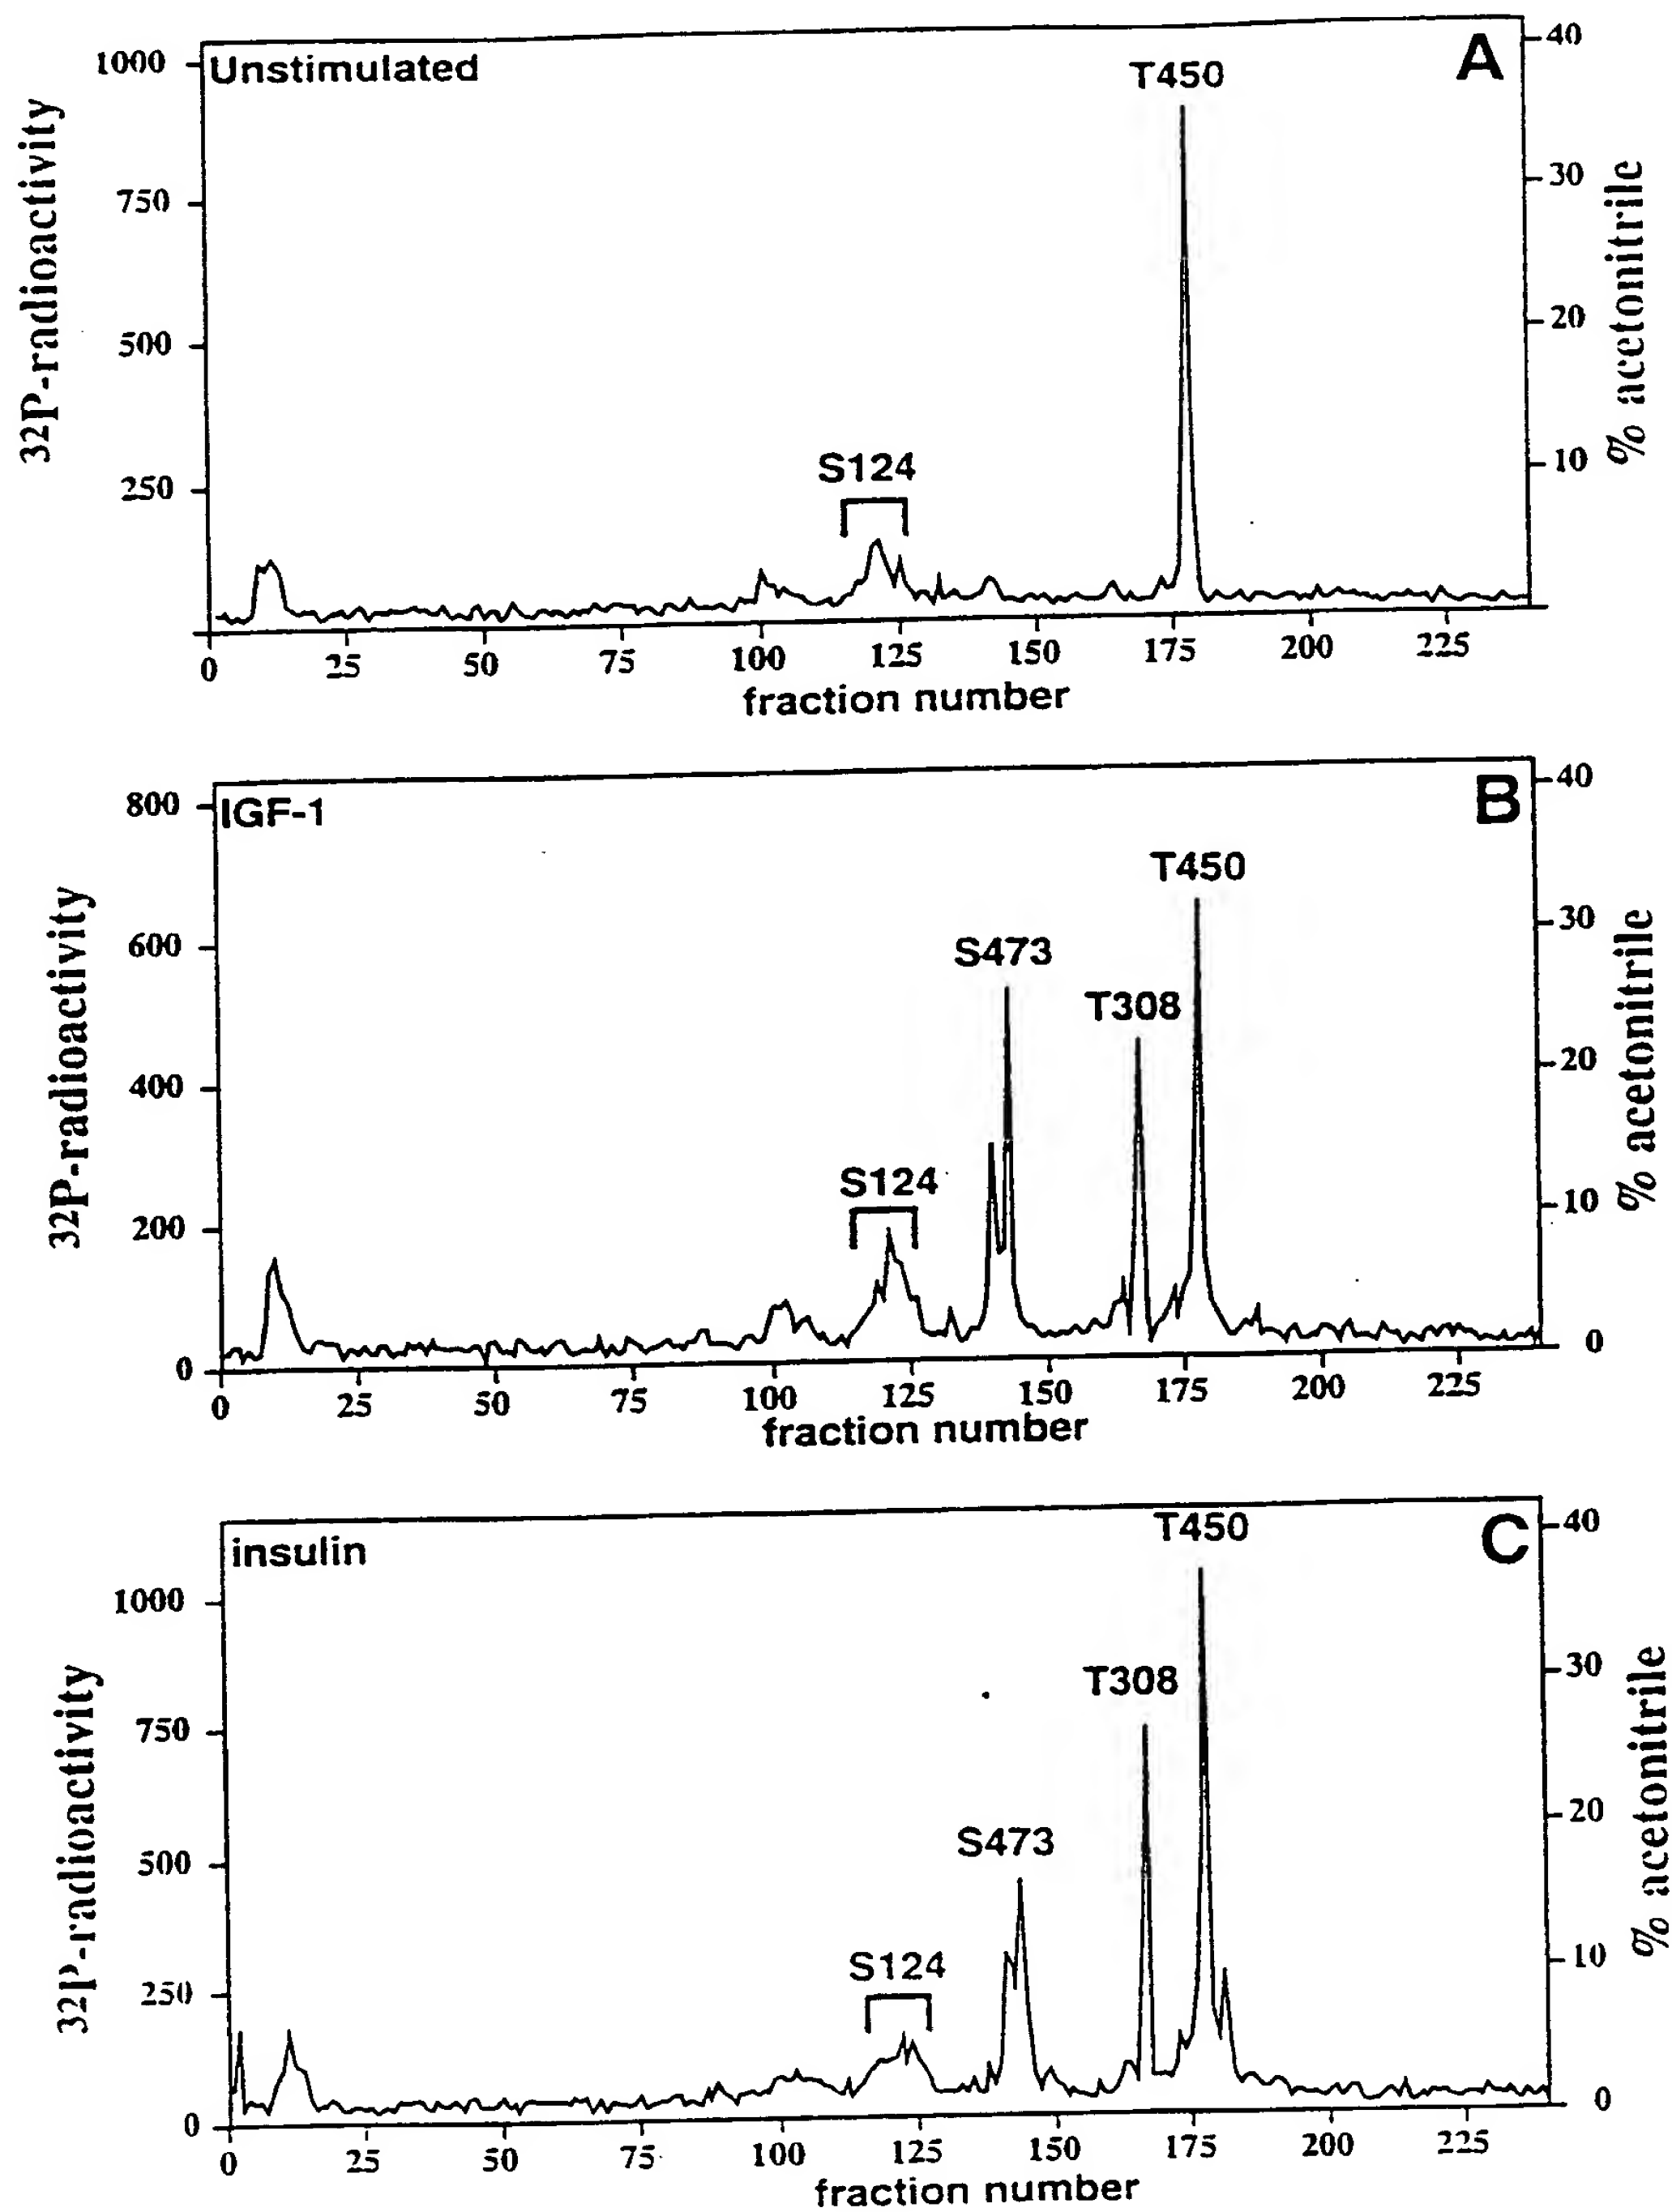 Unstimulated
A
1000
750
500
250
32P-radioactivity
T450
S124
40
30
20
10
% acetonitrile
0 25 50 75 100 125 150 175 200 225
fraction number
IGF-1
B
800
600
400
200
0
32P-radioactivity
T450
S473
T308
S124
40
30
20
10
0
% acetonitrile
0 25 50 75 100 125 150 175 200 225
fraction number
insulin
C
1000
750
500
250
0
32P-radioactivity
T450
T308
S473
S124
40
30
20
10
0
% acetonitrile
0 25 50 75 100 125 150 175 200 225
fraction number